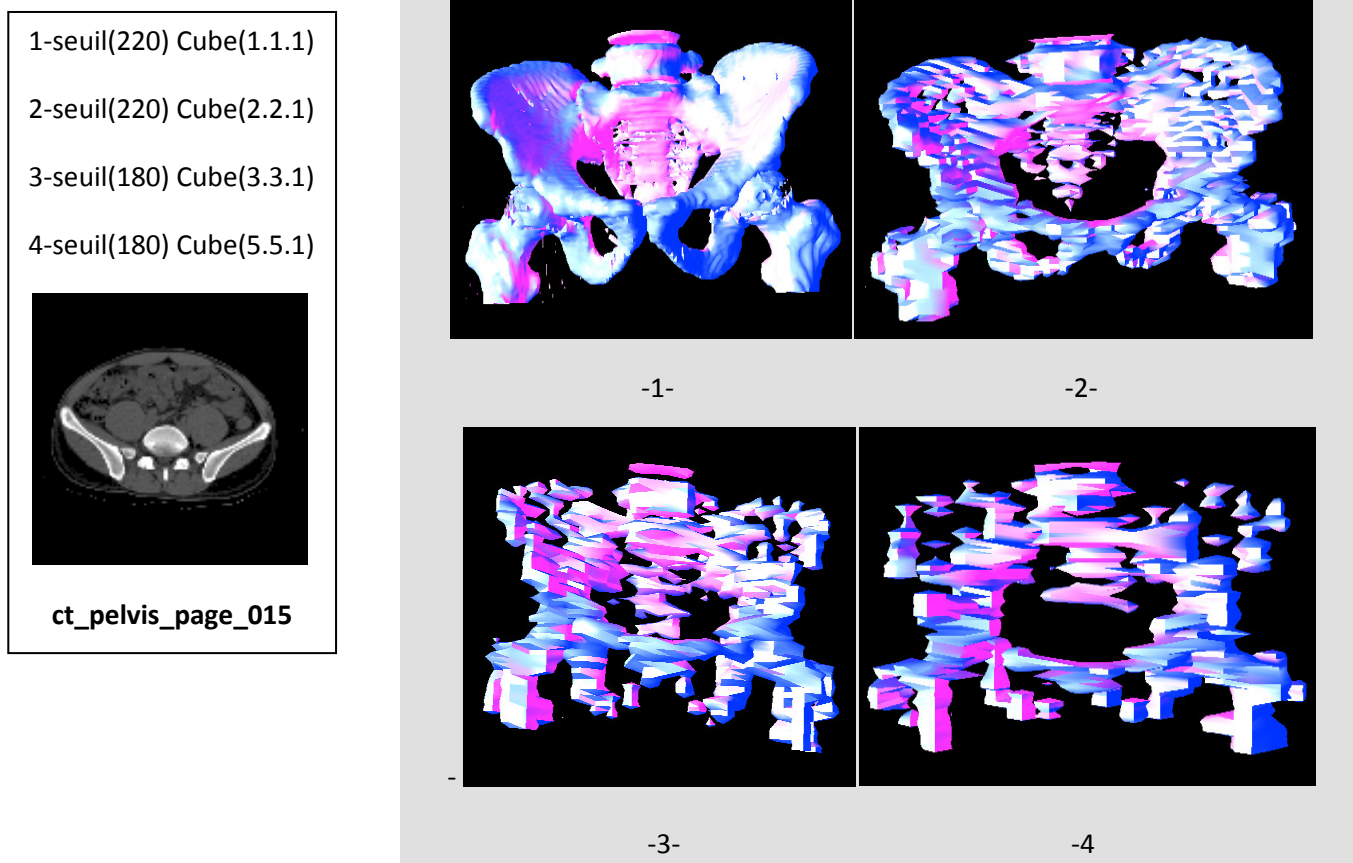 1-seuil(220) Cube(1.1.1)
2-seuil(220) Cube(2.2.1)
3-seuil(180) Cube(3.3.1)
4-seuil(180) Cube(5.5.1)
ct_pelvis_page_015
-1-
-2-
-
-3-
-4